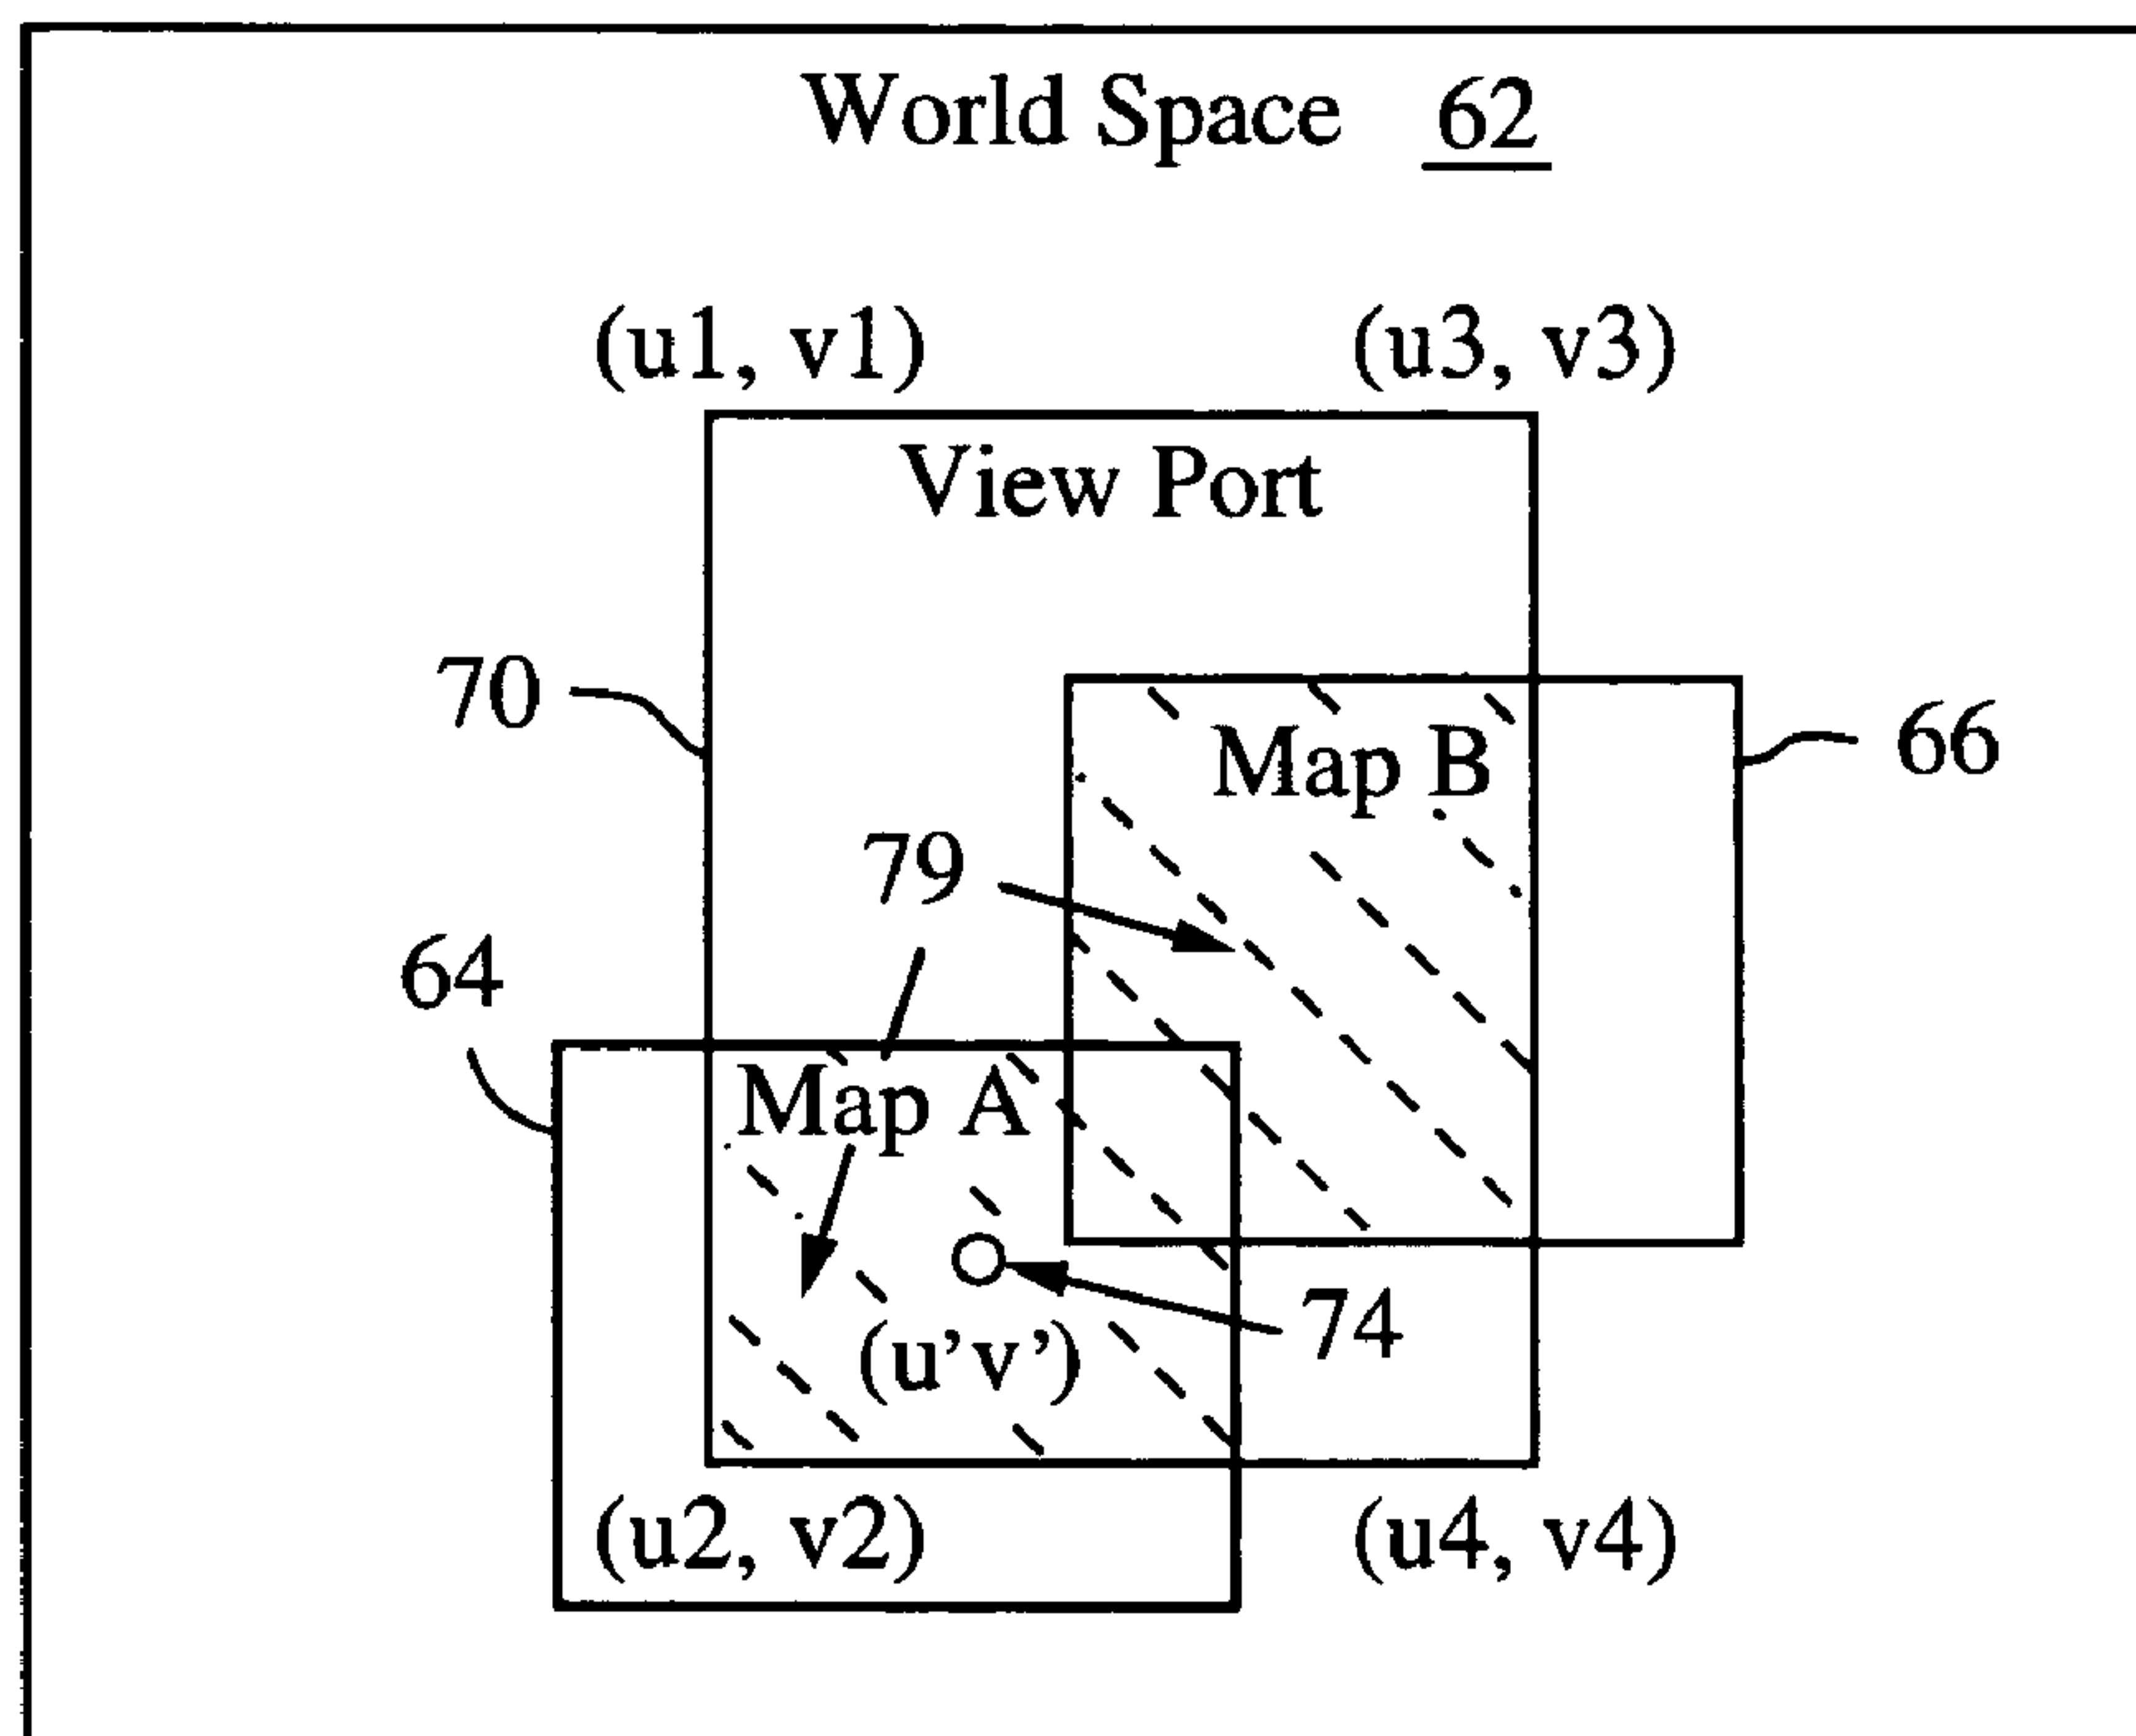 World Space 62
(u1, v1) (u3, v3)
View Port
70
Map B 66
79
64
Map A
74
(u'v')
(u2, v2) (u4, v4)